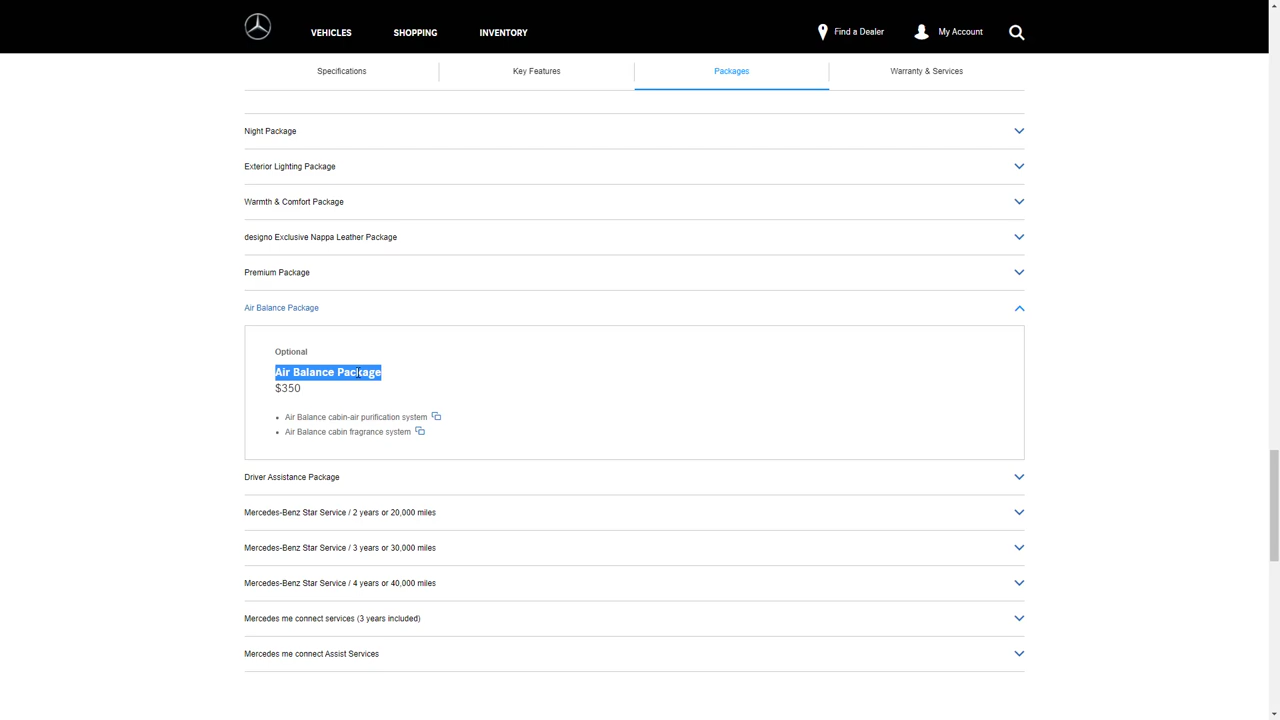 VEHICLES SHOPPING INVENTORY Find a Dealer My Account
Specifications Key Features Packages Warranty & Services
Night Package
Exterior Lighting Package
Warmth & Comfort Package
designo Exclusive Nappa Leather Package
Premium Package
Air Balance Package
Optional
Air Balance Package
$350
• Air Balance cabin-air purification system
• Air Balance cabin fragrance system
Driver Assistance Package
Mercedes-Benz Star Service / 2 years or 20,000 miles
Mercedes-Benz Star Service / 3 years or 30,000 miles
Mercedes-Benz Star Service / 4 years or 40,000 miles
Mercedes me connect services (3 years included)
Mercedes me connect Assist Services